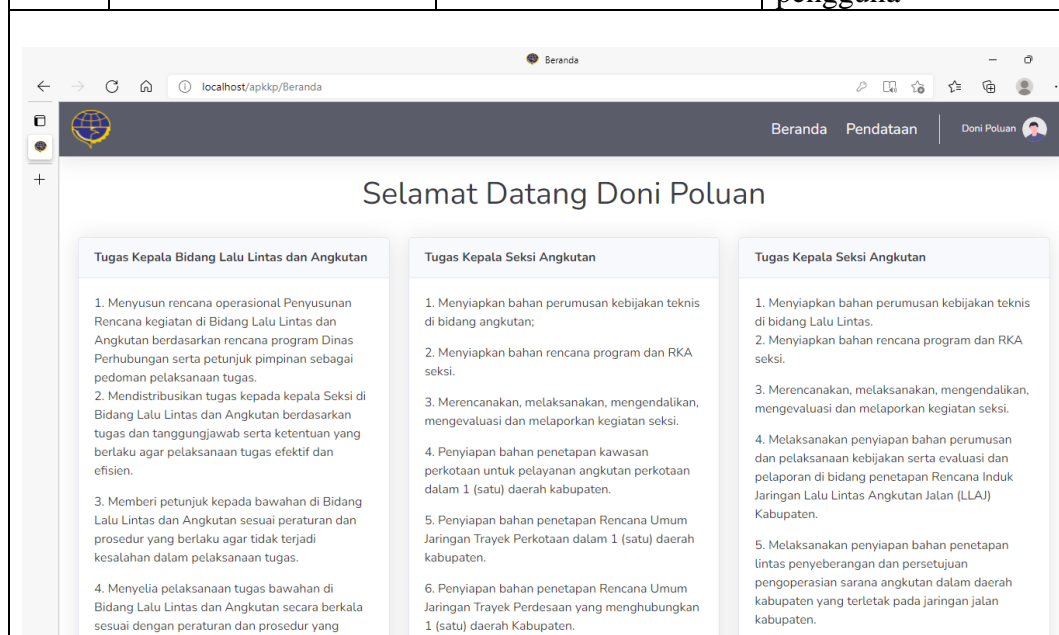 pengguna
Beranda
localhost/apkkp/Beranda
Beranda Pendataan Doni Poluan
Selamat Datang Doni Poluan
Tugas Kepala Bidang Lalu Lintas dan Angkutan
1. Menyusun rencana operasional Penyusunan
Rencana kegiatan di Bidang Lalu Lintas dan
Angkutan berdasarkan rencana program Dinas
Perhubungan serta petunjuk pimpinan sebagai
pedoman pelaksanaan tugas.
2. Mendistribusikan tugas kepada kepala Seksi di
Bidang Lalu Lintas dan Angkutan berdasarkan
tugas dan tanggungjawab serta ketentuan yang
berlaku agar pelaksanaan tugas efektif dan
efisien.
3. Memberi petunjuk kepada bawahan di Bidang
Lalu Lintas dan Angkutan sesuai peraturan dan
prosedur yang berlaku agar tidak terjadi
kesalahan dalam pelaksanaan tugas.
4. Menyelia pelaksanaan tugas bawahan di
Bidang Lalu Lintas dan Angkutan secara berkala
sesuai dengan peraturan dan prosedur yang
Tugas Kepala Seksi Angkutan
1. Menyiapkan bahan perumusan kebijakan teknis
di bidang angkutan;
2. Menyiapkan bahan rencana program dan RKA
seksi.
3. Merencanakan, melaksanakan, mengendalikan,
mengevaluasi dan melaporkan kegiatan seksi.
4. Penyiapan bahan penetapan kawasan
perkotaan untuk pelayanan angkutan perkotaan
dalam 1 (satu) daerah kabupaten.
5. Penyiapan bahan penetapan Rencana Umum
Jaringan Trayek Perkotaan dalam 1 (satu) daerah
kabupaten.
6. Penyiapan bahan penetapan Rencana Umum
Jaringan Trayek Perdesaan yang menghubungkan
1 (satu) daerah Kabupaten.
Tugas Kepala Seksi Angkutan
1. Menyiapkan bahan perumusan kebijakan teknis
di bidang Lalu Lintas.
2. Menyiapkan bahan rencana program dan RKA
seksi.
3. Merencanakan, melaksanakan, mengendalikan,
mengevaluasi dan melaporkan kegiatan seksi.
4. Melaksanakan penyiapan bahan perumusan
dan pelaksanaan kebijakan serta evaluasi dan
pelaporan di bidang penetapan Rencana Induk
Jaringan Lalu Lintas Angkutan Jalan (LLAJ)
Kabupaten.
5. Melaksanakan penyiapan bahan penetapan
lintas penyeberangan dan persetujuan
pengoperasian sarana angkutan dalam daerah
kabupaten yang terletak pada jaringan jalan
kabupaten.